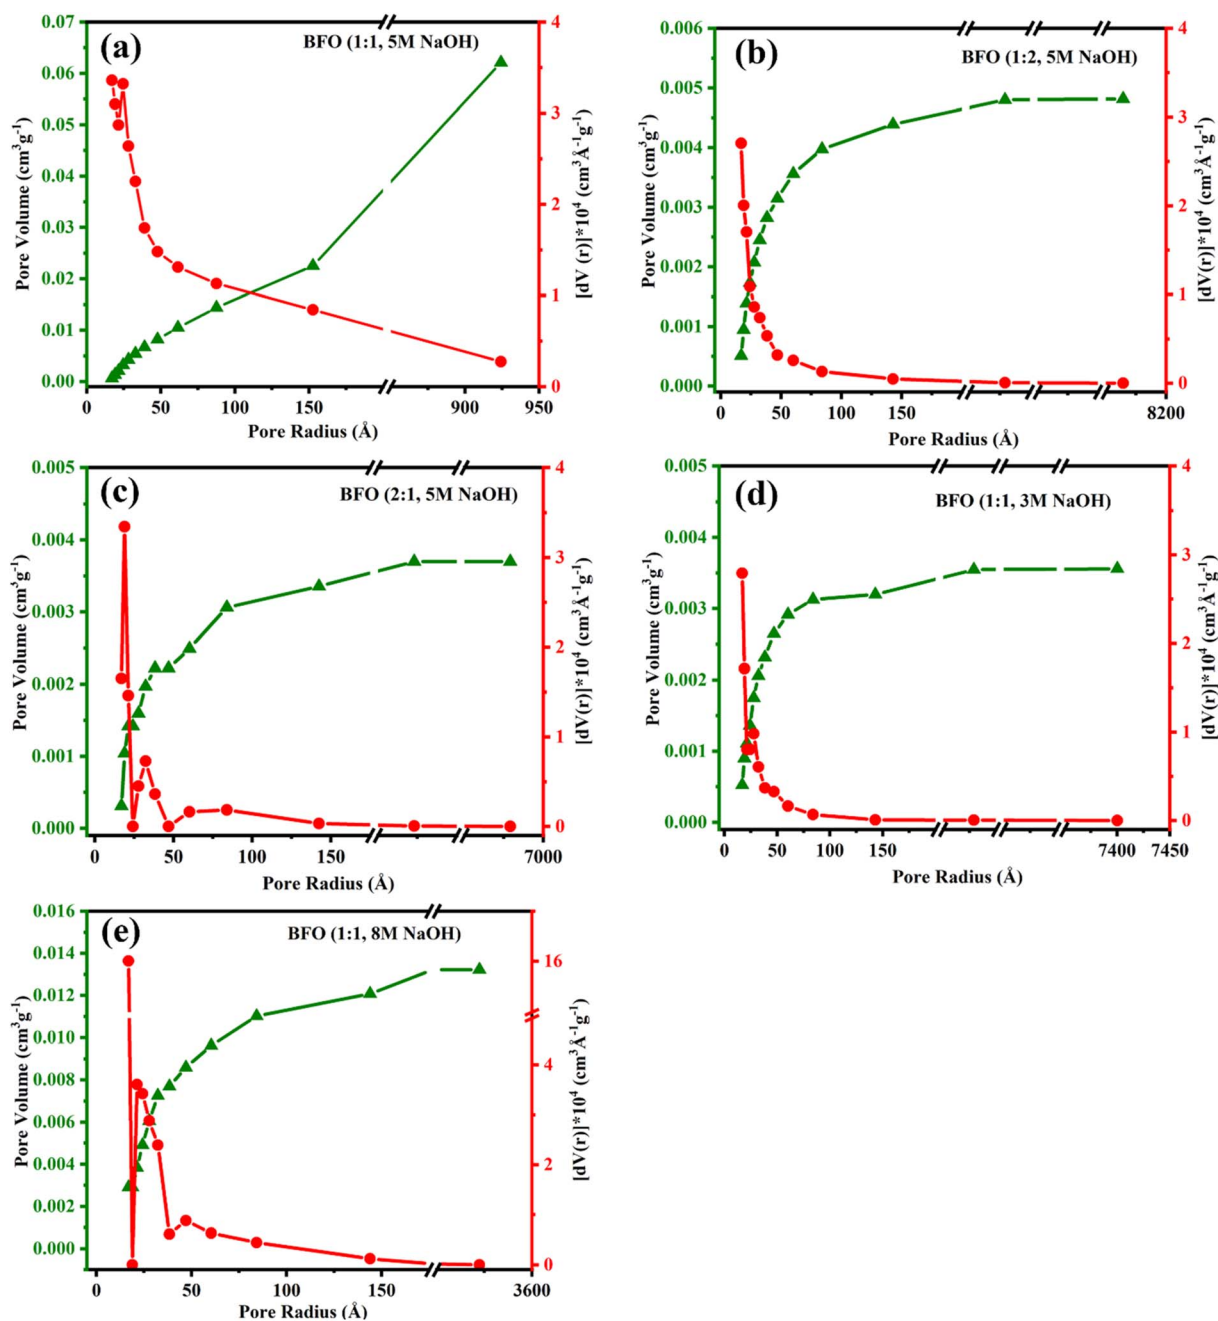 (a)
BFO (1:1, 5M NaOH)
Pore Volume (cm³g⁻¹)
0.07
0.06
0.05
0.04
0.03
0.02
0.01
0.00
4
3
2
1
0
[dV (r)]*10⁴ (cm³Å⁻¹g⁻¹)
0 50 100 150 900 950
Pore Radius (Å)
(b)
BFO (1:2, 5M NaOH)
Pore Volume (cm³g⁻¹)
0.006
0.005
0.004
0.003
0.002
0.001
0.000
4
3
2
1
0
[dV(r)]*10⁴ (cm³Å⁻¹g⁻¹)
0 50 100 150 8200
Pore Radius (Å)
(c)
BFO (2:1, 5M NaOH)
Pore Volume (cm³g⁻¹)
0.005
0.004
0.003
0.002
0.001
0.000
4
3
2
1
0
[dV(r)]*10⁴ (cm³Å⁻¹g⁻¹)
0 50 100 150 7000
Pore Radius (Å)
(d)
BFO (1:1, 3M NaOH)
Pore Volume (cm³g⁻¹)
0.005
0.004
0.003
0.002
0.001
0.000
4
3
2
1
0
[dV(r)]*10⁴ (cm³Å⁻¹g⁻¹)
0 50 100 150 7400 7450
Pore Radius (Å)
(e)
BFO (1:1, 8M NaOH)
Pore Volume (cm³g⁻¹)
0.016
0.014
0.012
0.010
0.008
0.006
0.004
0.002
0.000
16
4
2
0
[dV(r)]*10⁴ (cm³Å⁻¹g⁻¹)
0 50 100 150 3600
Pore Radius (Å)